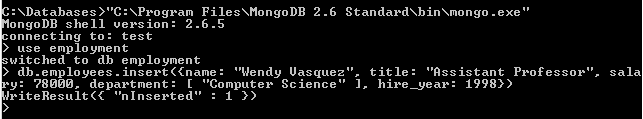 C:\Databases>"C:\Program Files\MongoDB 2.6 Standard\bin\mongo.exe"
MongoDB shell version: 2.6.5
connecting to: test
> use employment
switched to db employment
> db.employees.insert({name: "Wendy Vasquez", title: "Assistant Professor", sala
ry: 78000, department: [ "Computer Science" ], hire_year: 1998})
WriteResult({ "nInserted" : 1 })
>